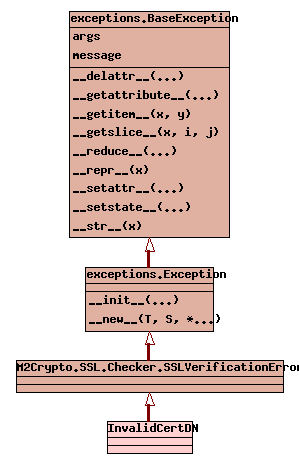 exceptions.BaseException
args
message
__delattr__(...)
__getattribute__(...)
__getitem__(x, y)
__getslice__(x, i, j)
__reduce__(...)
__repr__(x)
__setattr__(...)
__setstate__(...)
__str__(x)
exceptions.Exception
__init__(...)
__new__(T, S, *...)
M2Crypto.SSL.Checker.SSLVerificationErro
InvalidCertDN